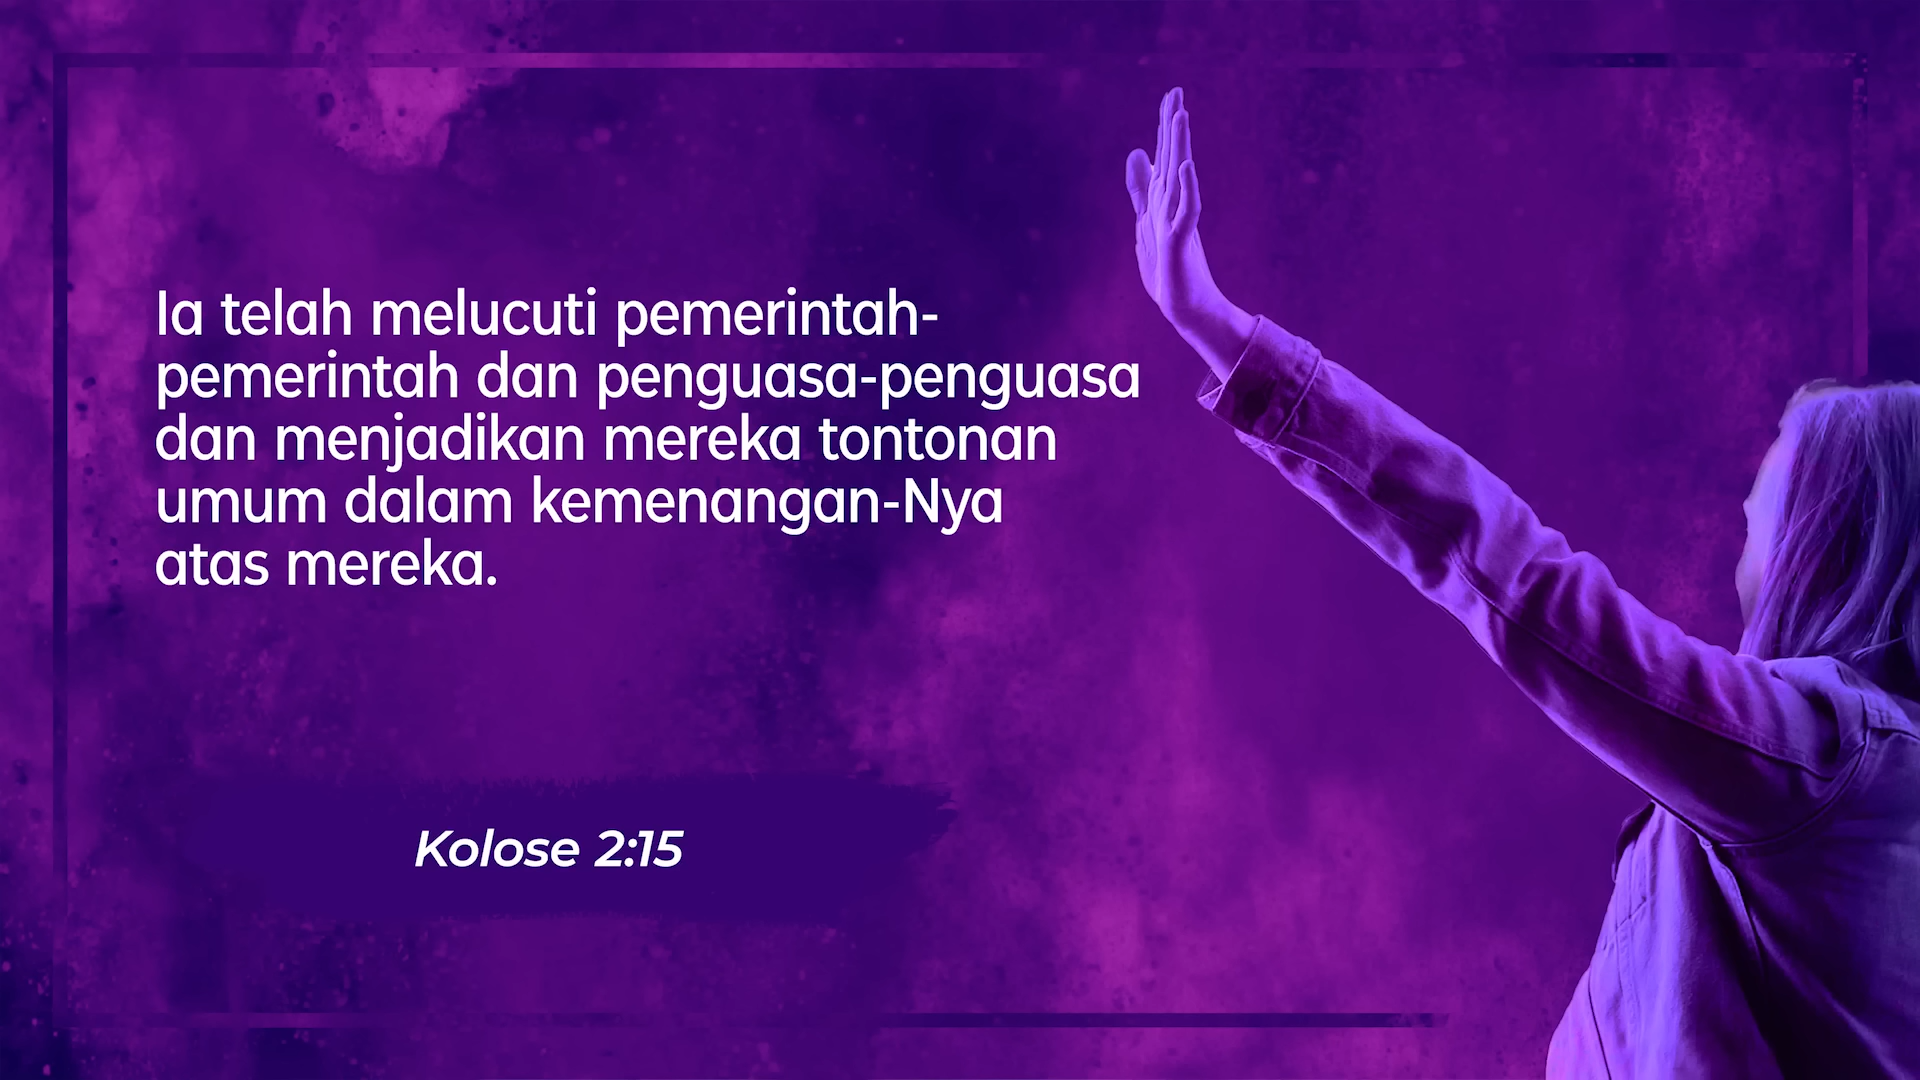 Ia telah melucuti pemerintah-
pemerintah dan penguasa-penguasa
dan menjadikan mereka tontonan
umum dalam kemenangan-Nya
atas mereka.
Kolose 2:15